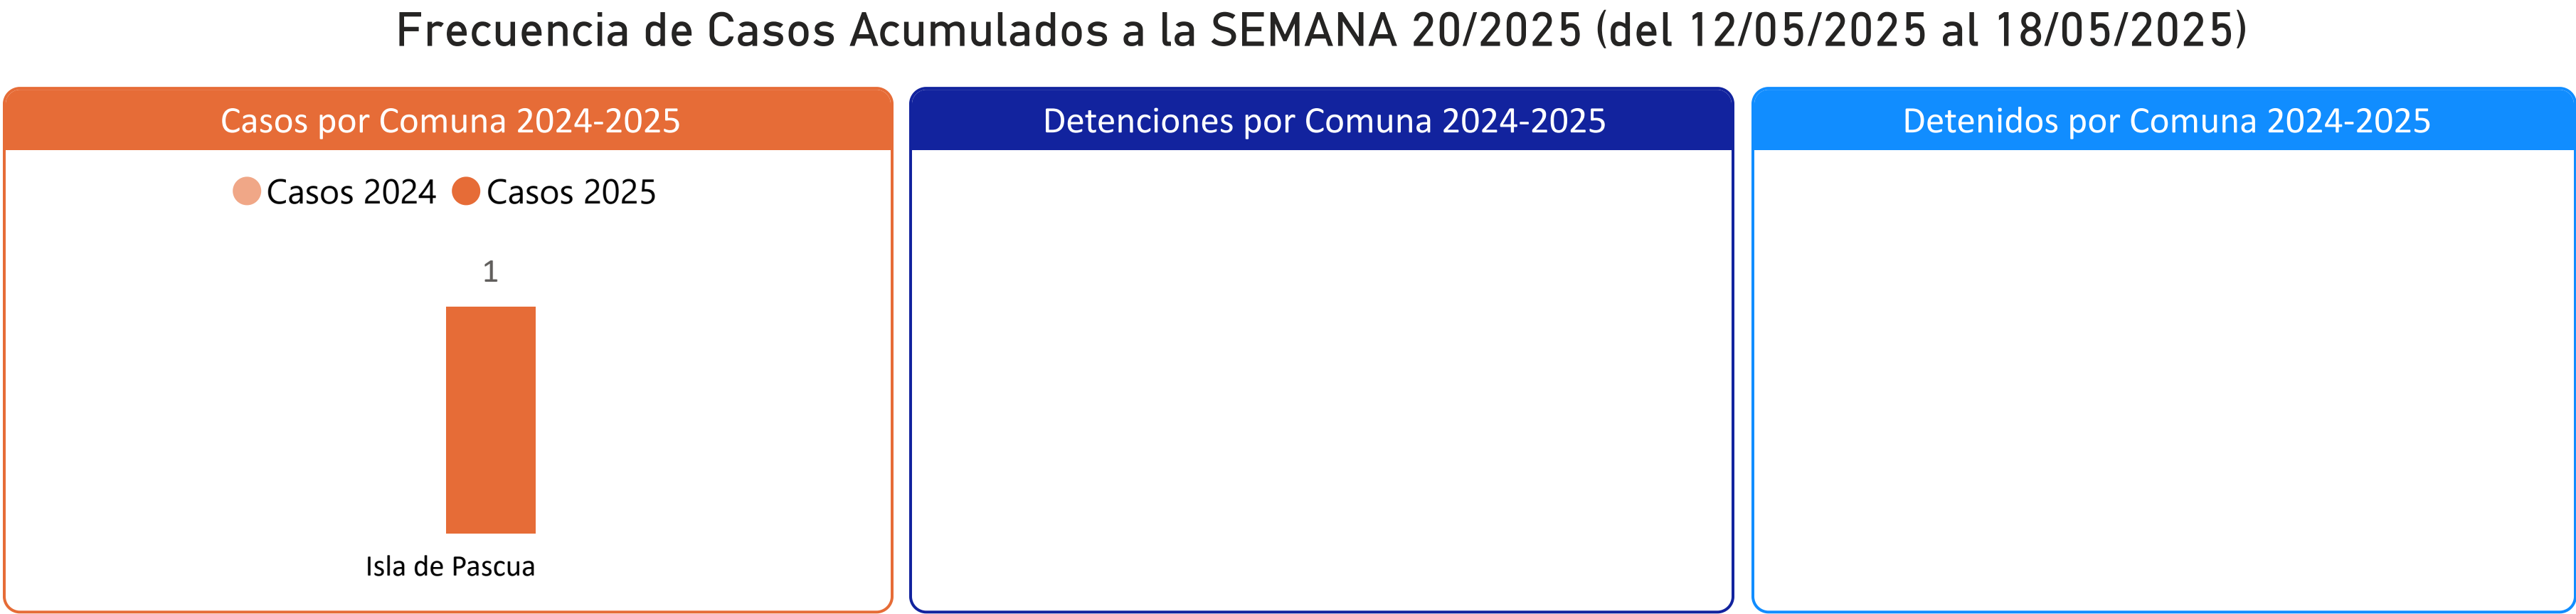 Frecuencia de Casos Acumulados a la SEMANA 20/2025 (del 12/05/2025 al 18/05/2025)
Casos por Comuna 2024-2025
Casos 2024 Casos 2025
1
Isla de Pascua
Detenciones por Comuna 2024-2025
Detenidos por Comuna 2024-2025